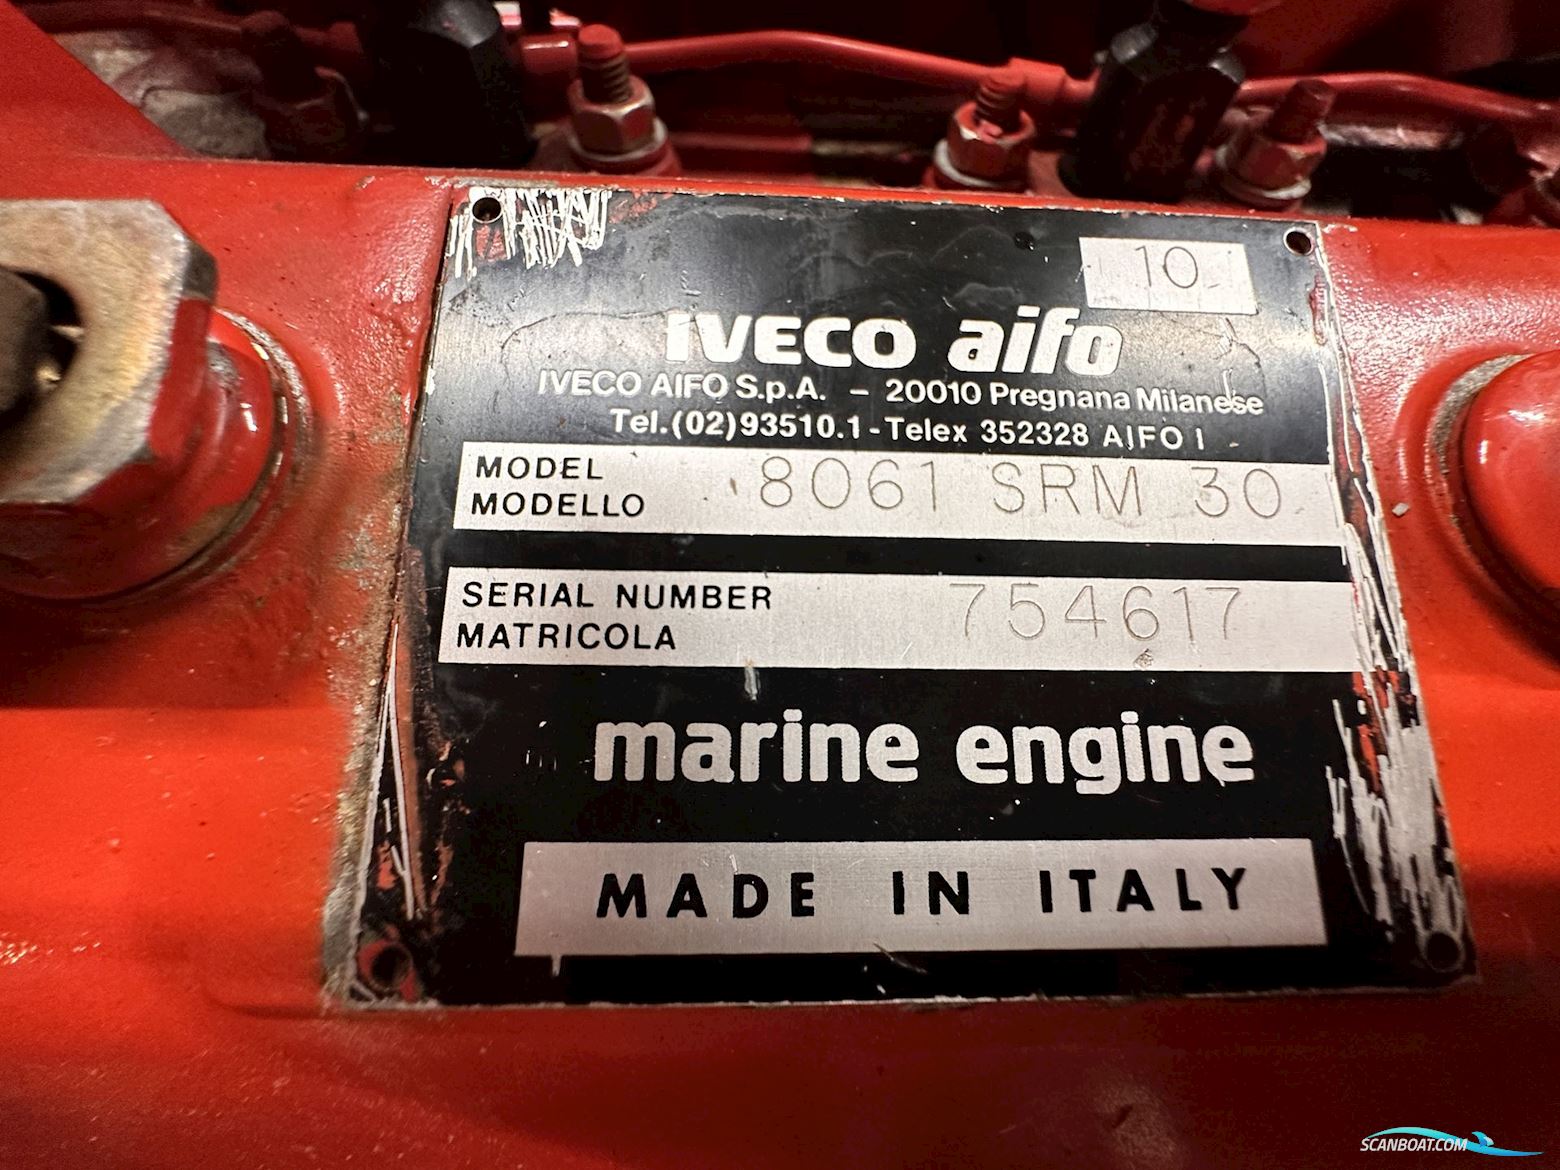 10
IVECO aifo
IVECO AIFO S.p.A. - 20010 Pregnana Milanese
Tel.(02)93510.1-Telex 352328 AIFO I
MODEL
MODELLO
8061 SRM 30
SERIAL NUMBER
MATRICOLA
754617
marine engine
MADE IN ITALY
SCANBOAT.COM